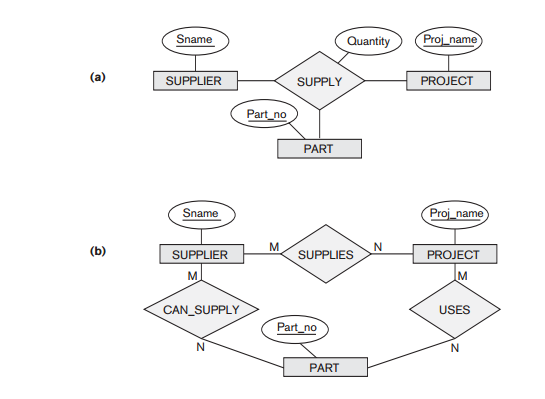 Sname
Quantity
Proj_name
(a)
SUPPLIER
SUPPLY
PROJECT
Part_no
PART
Sname
Proj_name
(b)
SUPPLIER
M
SUPPLIES
N
PROJECT
M
M
CAN_SUPPLY
USES
Part_no
N
N
PART